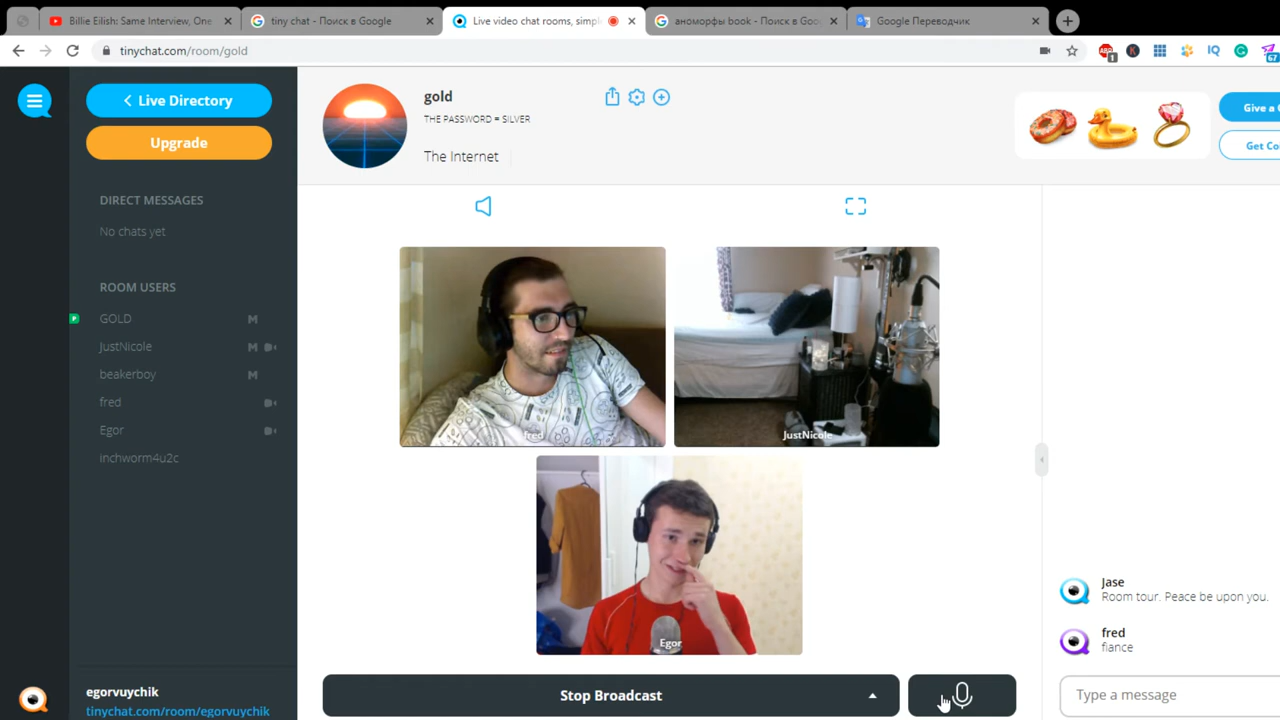 Billie Eilish: Same Interview, One
tiny chat - Поиск в Google
Live video chat rooms, simpl
аноморфы book - Поиск в Goo
Google Переводчик
tinychat.com/room/gold
1
IQ
67
Live Directory
Upgrade
DIRECT MESSAGES
No chats yet
ROOM USERS
P GOLD M
JustNicole M
beakerboy M
fred
Egor
inchworm4u2c
egorvuychik
tinychat.com/room/egorvuychik
gold
THE PASSWORD = SILVER
The Internet
Give a
Get Co
fred
JustNicole
Egor
Stop Broadcast
Jase
Room tour. Peace be upon you.
fred
fiance
Type a message